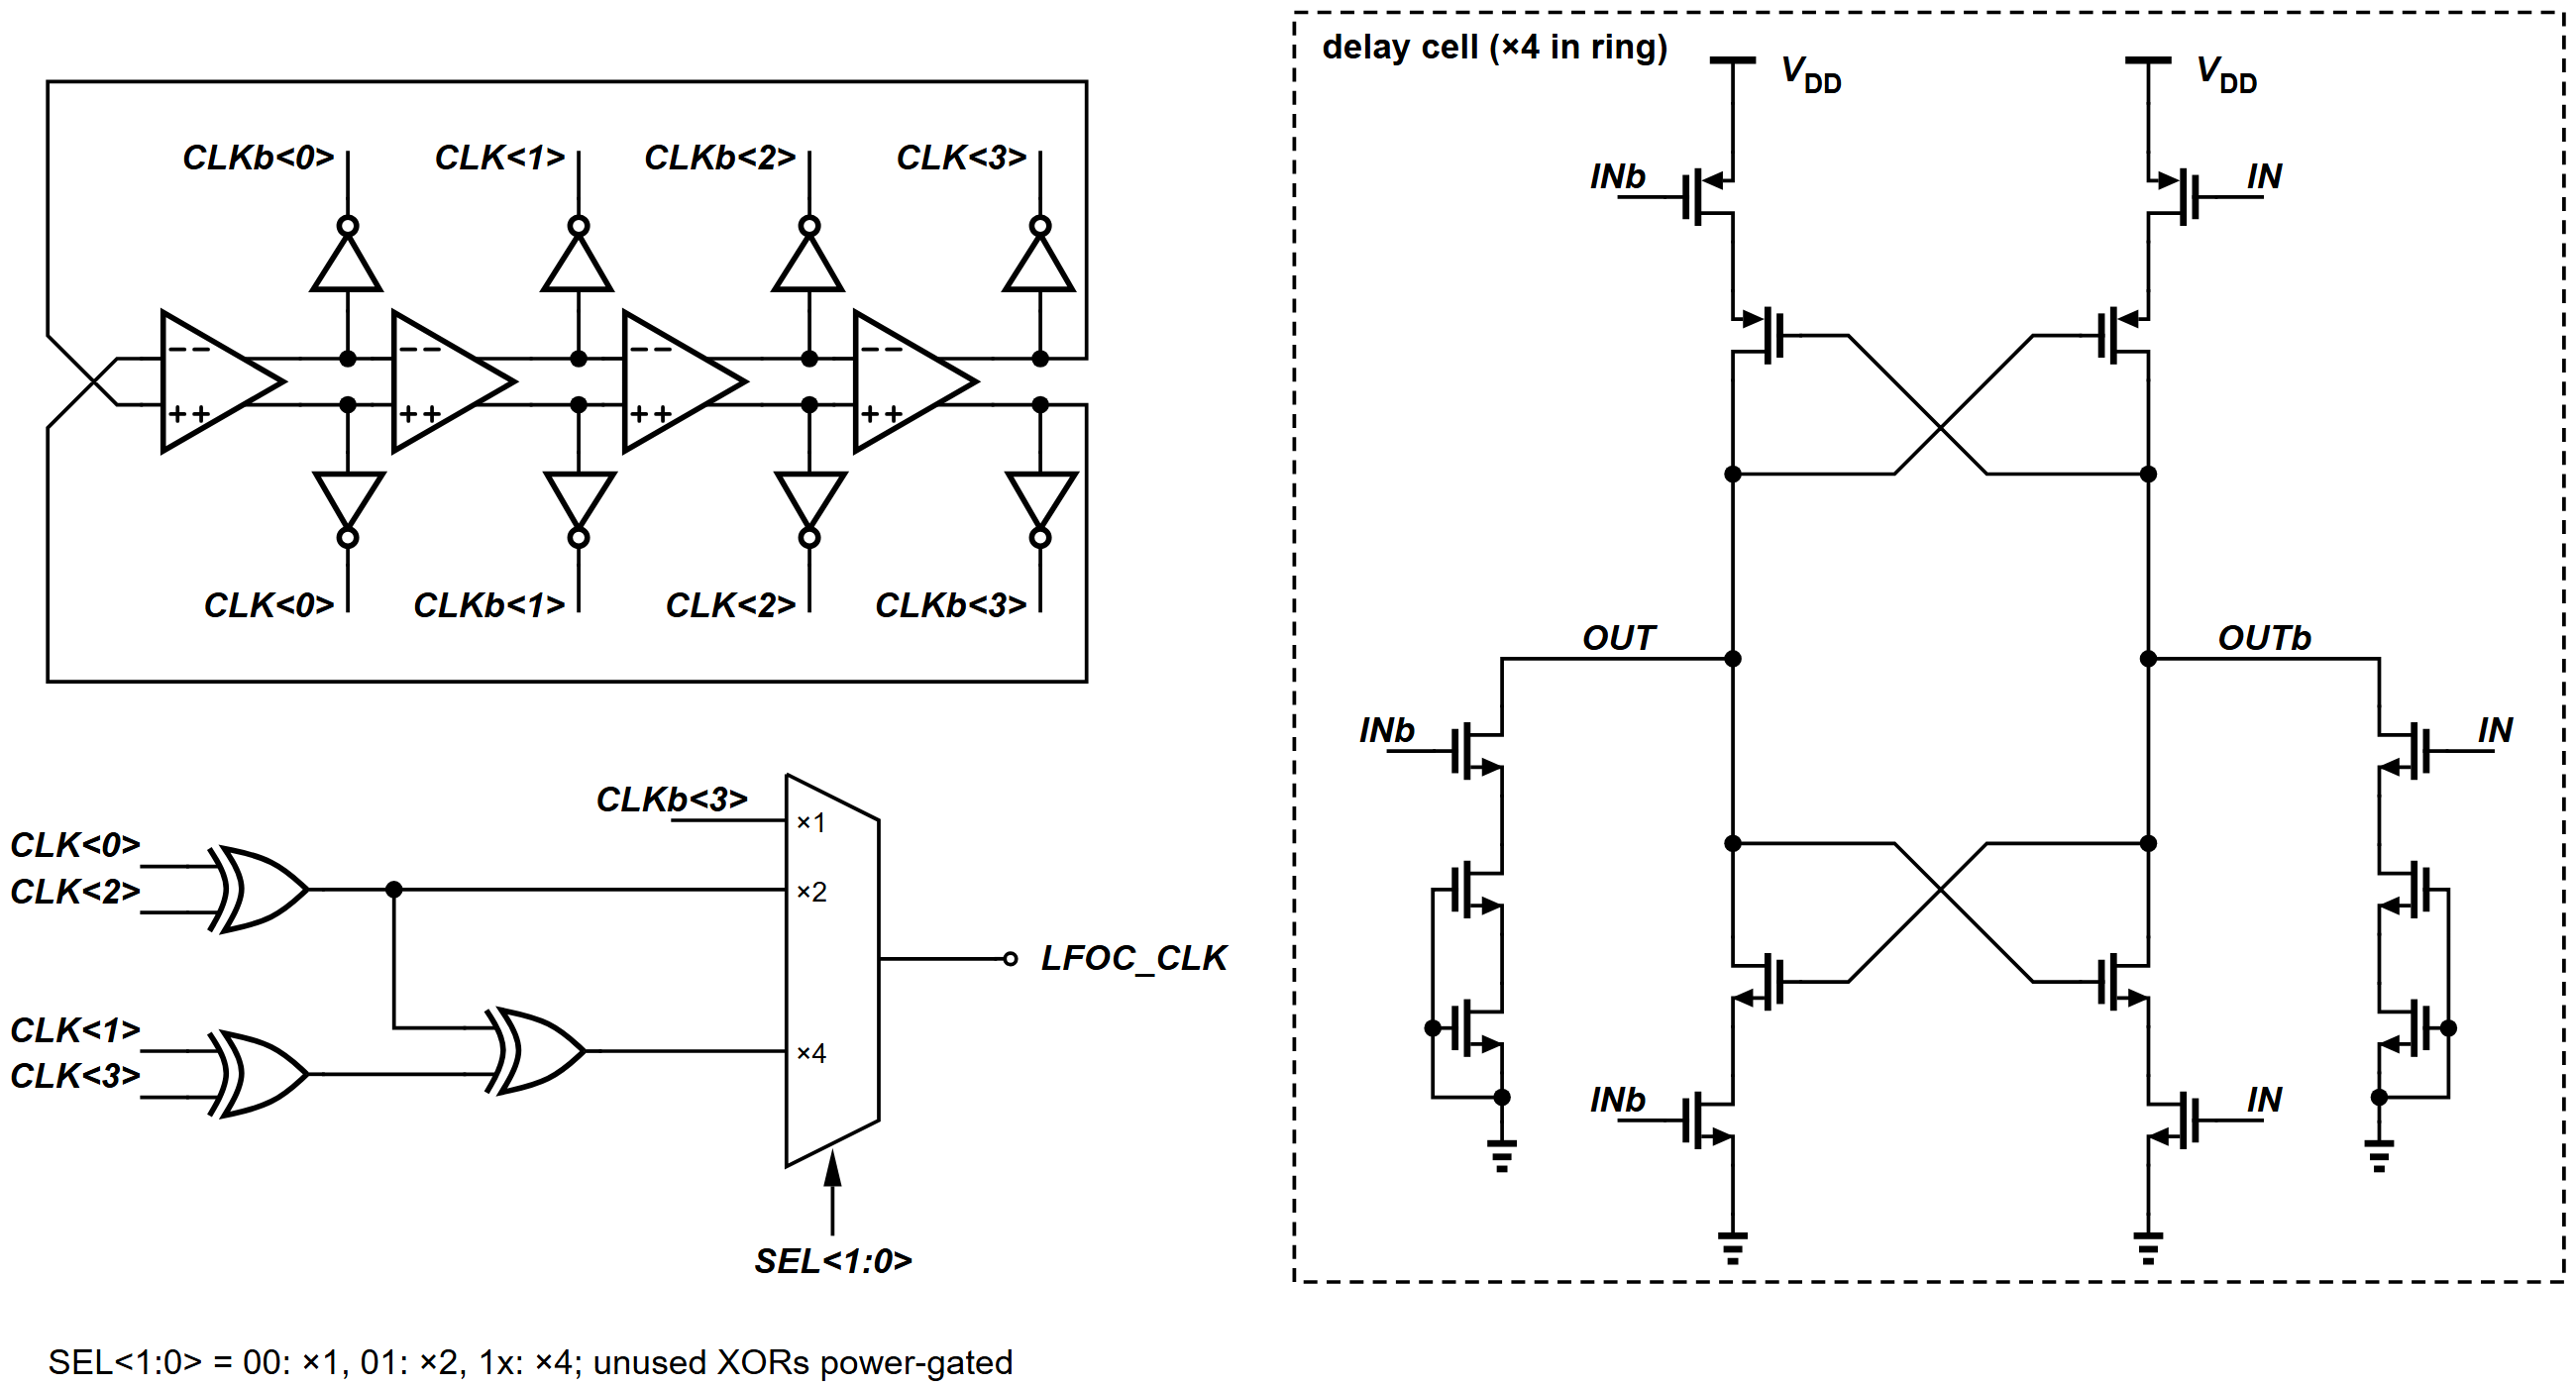 delay cell (×4 in ring)
VDD
VDD
CLKb<0>
CLK<1>
CLKb<2>
CLK<3>
INb
IN
− −
− −
− −
− −
+ +
+ +
+ +
+ +
CLK<0>
CLKb<1>
CLK<2>
CLKb<3>
OUT
OUTb
INb
IN
CLKb<3>
×1
CLK<0>
CLK<2>
×2
LFOC_CLK
CLK<1>
CLK<3>
×4
INb
IN
SEL<1:0>
SEL<1:0> = 00: ×1, 01: ×2, 1x: ×4; unused XORs power-gated